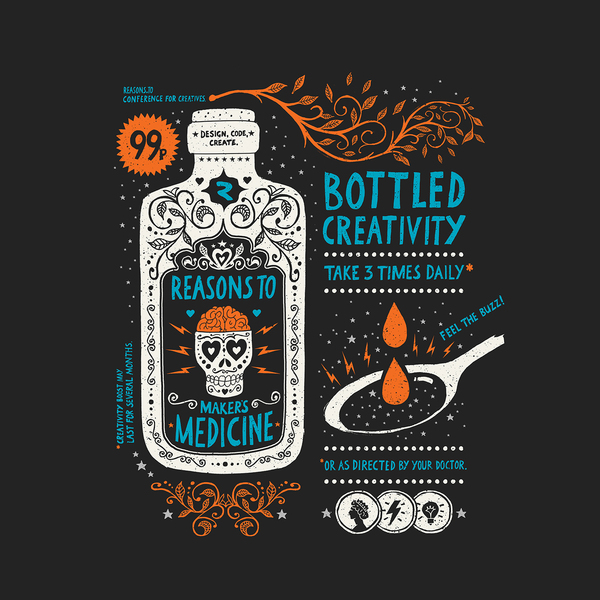 REASONS.TO
CONFERENCE FOR CREATIVES.
99P
★ DESIGN, CODE, ★
CREATE.
R
BOTTLED
CREATIVITY
TAKE 3 TIMES DAILY*
REASONS TO
MAKER'S
MEDICINE
FEEL THE BUZZ!
*CREATIVITY BOOST MAY
LAST FOR SEVERAL MONTHS.
*OR AS DIRECTED BY YOUR DOCTOR.